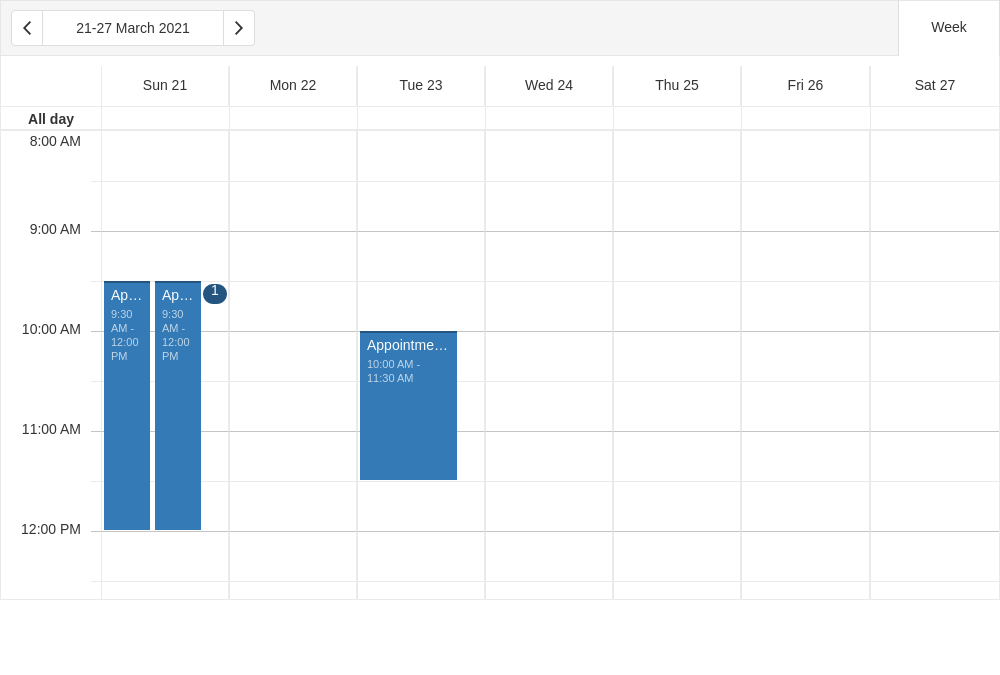 21-27 March 2021
Week
Sun 21
Mon 22
Tue 23
Wed 24
Thu 25
Fri 26
Sat 27
All day
8:00 AM
9:00 AM
10:00 AM
11:00 AM
12:00 PM
Ap…
9:30
AM -
12:00
PM
Ap…
9:30
AM -
12:00
PM
1
Appointme…
10:00 AM -
11:30 AM